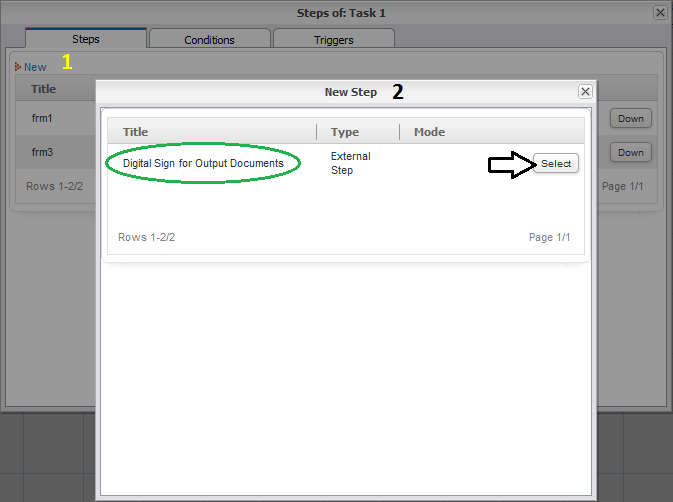 Steps of: Task 1
Steps
Conditions
Triggers
New 1
Title
frm1
Down
frm3
Down
Rows 1-2/2
Page 1/1
New Step 2
Title Type Mode
Digital Sign for Output Documents
External
Step
Select
Rows 1-2/2
Page 1/1